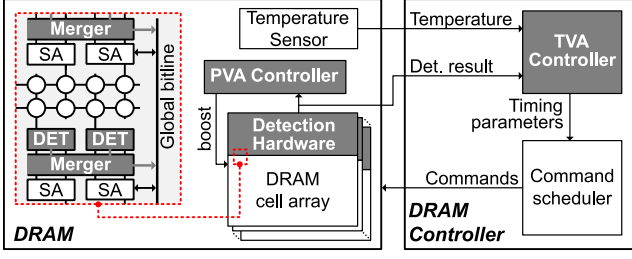 Merger
SA SA
DET DET
Merger
SA SA
Global bitline
DRAM
Temperature
Sensor
PVA Controller
boost
Detection
Hardware
DRAM
cell array
Temperature
Det. result
TVA
Controller
Timing
parameters
Commands
Command
scheduler
DRAM
Controller